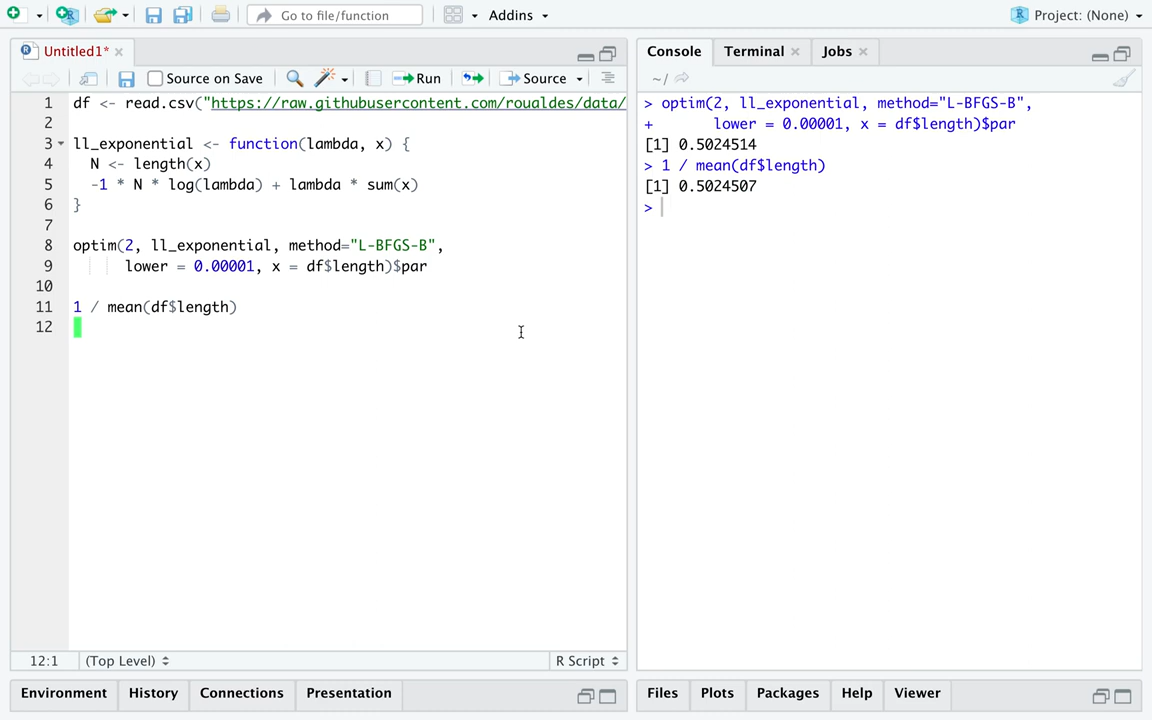 Go to file/function
Addins
Project: (None)
Untitled1*
Source on Save
Run
Source
1 df <- read.csv("https://raw.githubusercontent.com/roualdes/data/
2
3 ll_exponential <- function(lambda, x) {
4   N <- length(x)
5   -1 * N * log(lambda) + lambda * sum(x)
6 }
7
8 optim(2, ll_exponential, method="L-BFGS-B",
9       lower = 0.00001, x = df$length)$par
10
11 1 / mean(df$length)
12
12:1 (Top Level) R Script
Environment History Connections Presentation
Console Terminal Jobs
~/
> optim(2, ll_exponential, method="L-BFGS-B",
+       lower = 0.00001, x = df$length)$par
[1] 0.5024514
> 1 / mean(df$length)
[1] 0.5024507
>
Files Plots Packages Help Viewer